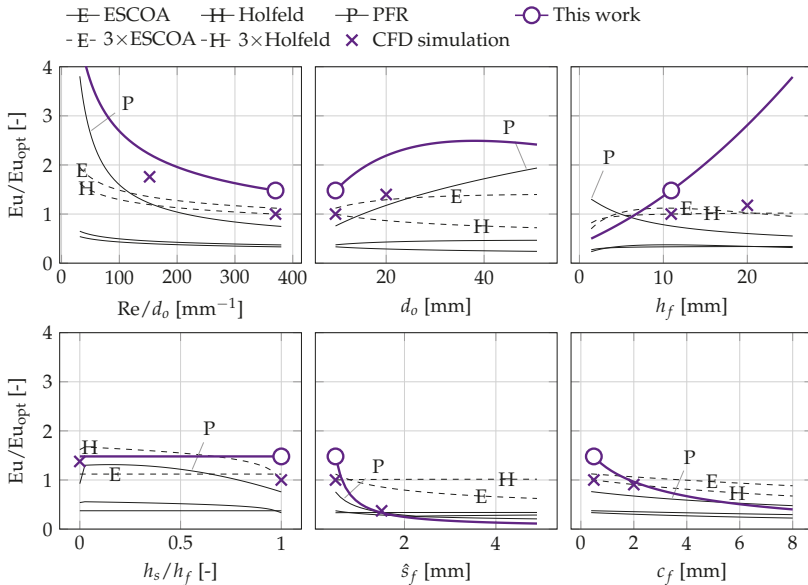 E ESCOA H Holfeld P PFR This work
E 3×ESCOA H 3×Holfeld CFD simulation
4
3
2
1
0
Eu/Eu_opt [-]
P
E
H
0 100 200 300 400
Re/d_o [mm⁻¹]
P
E
H
20 40
d_o [mm]
P
E
H
0 10 20
h_f [mm]
4
3
2
1
0
Eu/Eu_opt [-]
H
P
E
0 0.5 1
h_s/h_f [-]
P
H
E
2 4
ŝ_f [mm]
P
E
H
0 2 4 6 8
c_f [mm]